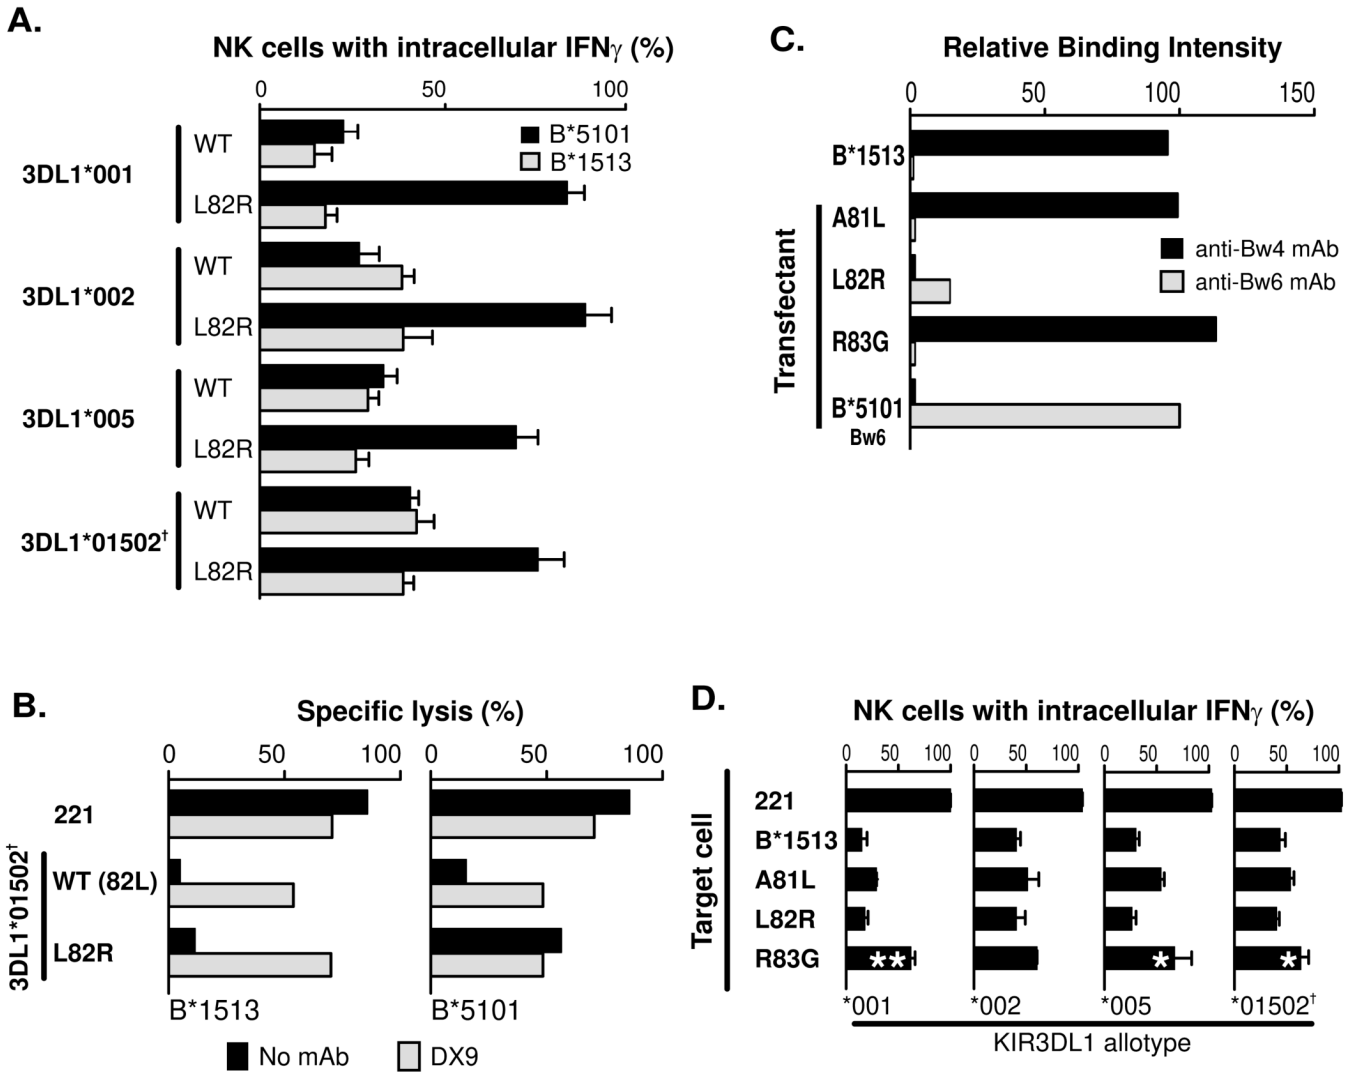 A.
NK cells with intracellular IFNγ (%)
0 50 100
B*5101
B*1513
3DL1*001
WT
L82R
3DL1*002
WT
L82R
3DL1*005
WT
L82R
3DL1*01502†
WT
L82R
C.
Relative Binding Intensity
0 50 100 150
B*1513
A81L
L82R
R83G
B*5101
Bw6
Transfectant
anti-Bw4 mAb
anti-Bw6 mAb
B.
Specific lysis (%)
0 50 100 0 50 100
221
WT (82L)
L82R
3DL1*01502†
B*1513 B*5101
No mAb DX9
D.
NK cells with intracellular IFNγ (%)
0 50 100 0 50 100 0 50 100 0 50 100
Target cell
221
B*1513
A81L
L82R
R83G ** * *
*001 *002 *005 *01502†
KIR3DL1 allotype